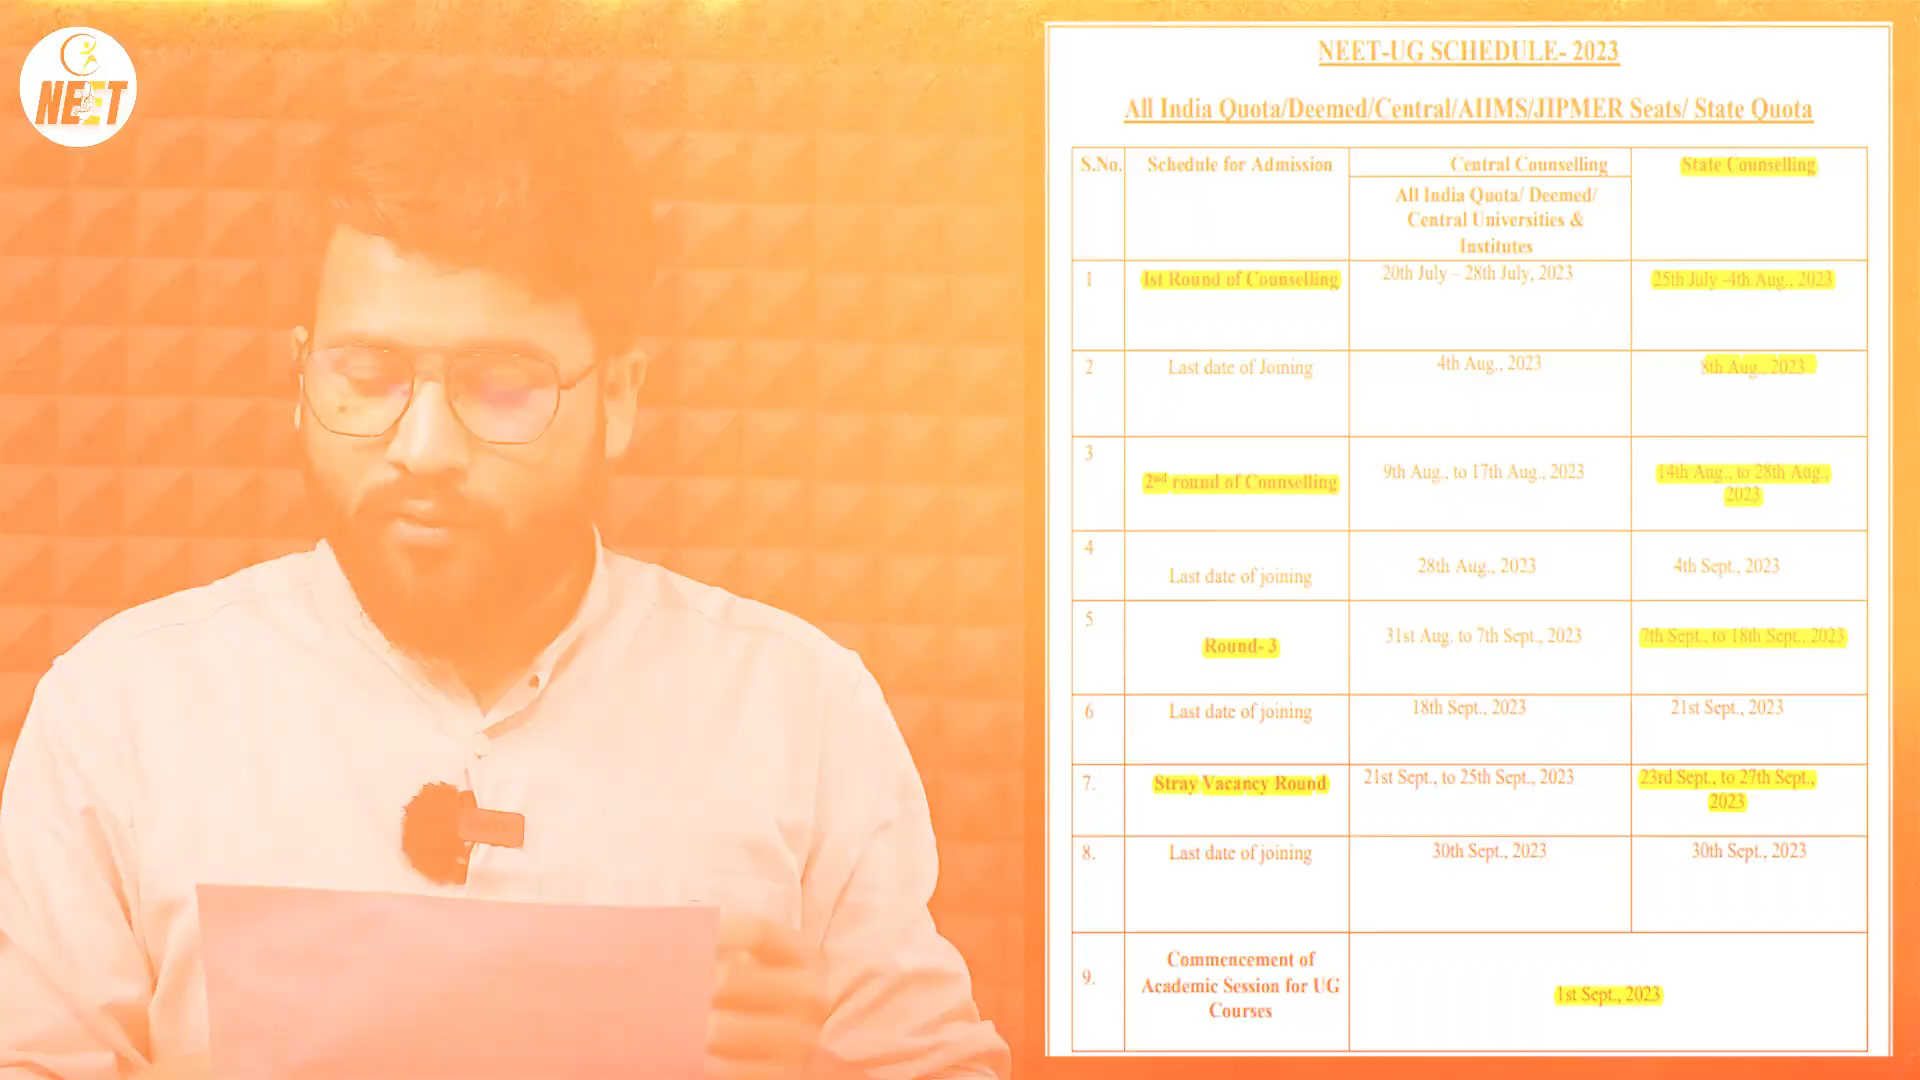 NEET
NEET-UG SCHEDULE- 2023
All India Quota/Deemed/Central/AIIMS/JIPMER Seats/ State Quota
S.No. Schedule for Admission Central Counselling State Counselling
All India Quota/ Deemed/
Central Universities &
Institutes
1 Ist Round of Counselling 20th July – 28th July, 2023 25th July -4th Aug., 2023
2 Last date of Joining 4th Aug., 2023 8th Aug., 2023
3 2nd round of Counselling 9th Aug., to 17th Aug., 2023 14th Aug., to 28th Aug.,
2023
4 Last date of joining 28th Aug., 2023 4th Sept., 2023
5 Round- 3 31st Aug. to 7th Sept., 2023 7th Sept., to 18th Sept., 2023
6 Last date of joining 18th Sept., 2023 21st Sept., 2023
7. Stray Vacancy Round 21st Sept., to 25th Sept., 2023 23rd Sept., to 27th Sept.,
2023
8. Last date of joining 30th Sept., 2023 30th Sept., 2023
9. Commencement of
Academic Session for UG
Courses
1st Sept., 2023